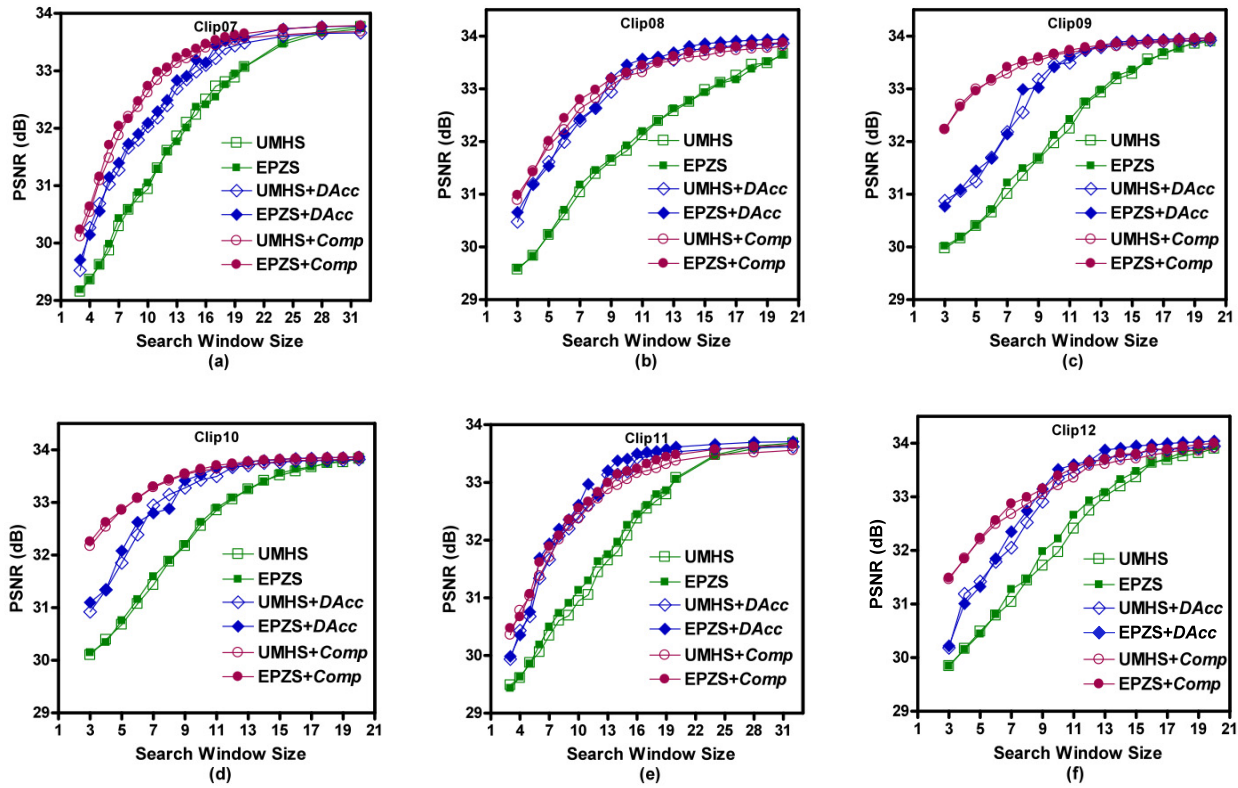 Clip07
34
33
32
31
30
29
PSNR (dB)
UMHS
EPZS
UMHS+DAcc
EPZS+DAcc
UMHS+Comp
EPZS+Comp
1 4 7 10 13 16 20 24 28 32
Search Window Size
(a)
Clip08
34
33
32
31
30
29
PSNR (dB)
UMHS
EPZS
UMHS+DAcc
EPZS+DAcc
UMHS+Comp
EPZS+Comp
1 3 5 7 9 11 13 15 17 19 21
Search Window Size
(b)
Clip09
34
33
32
31
30
29
PSNR (dB)
UMHS
EPZS
UMHS+DAcc
EPZS+DAcc
UMHS+Comp
EPZS+Comp
1 3 5 7 9 11 13 15 17 19 21
Search Window Size
(c)
Clip10
34
33
32
31
30
29
PSNR (dB)
UMHS
EPZS
UMHS+DAcc
EPZS+DAcc
UMHS+Comp
EPZS+Comp
1 3 5 7 9 11 13 15 17 19 21
Search Window Size
(d)
Clip11
34
33
32
31
30
29
PSNR (dB)
UMHS
EPZS
UMHS+DAcc
EPZS+DAcc
UMHS+Comp
EPZS+Comp
1 4 7 10 13 16 20 24 28 32
Search Window Size
(e)
Clip12
34
33
32
31
30
29
PSNR (dB)
UMHS
EPZS
UMHS+DAcc
EPZS+DAcc
UMHS+Comp
EPZS+Comp
1 3 5 7 9 11 13 15 17 19 21
Search Window Size
(f)